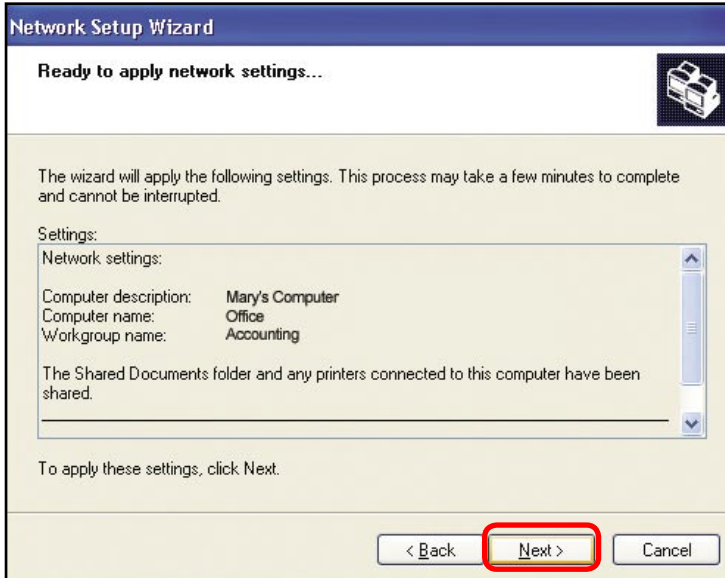 Network Setup Wizard
Ready to apply network settings...
The wizard will apply the following settings. This process may take a few minutes to complete
and cannot be interrupted.
Settings:
Network settings:
Computer description: Mary's Computer
Computer name: Office
Workgroup name: Accounting
The Shared Documents folder and any printers connected to this computer have been
shared.
To apply these settings, click Next.
< Back Next > Cancel